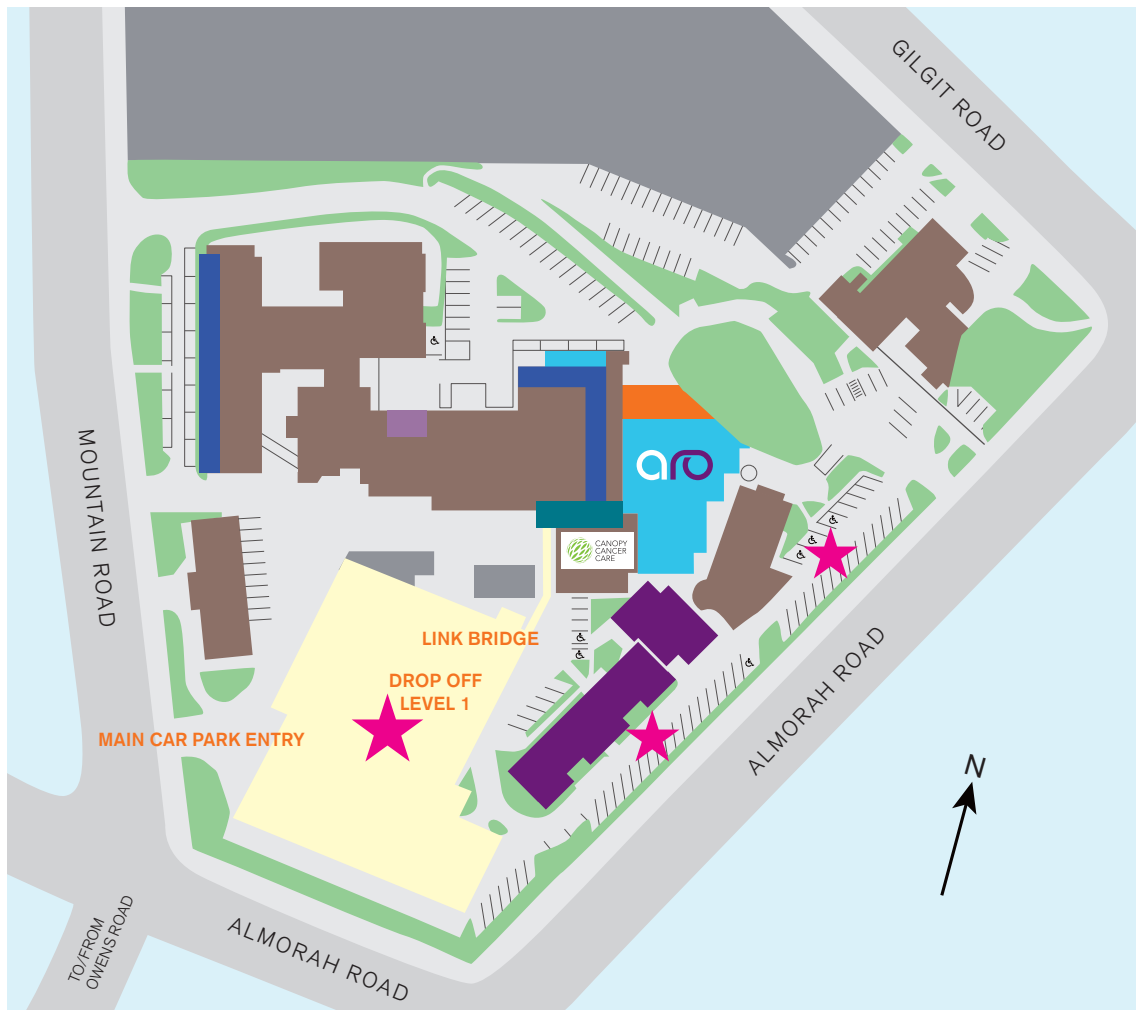 GILGIT ROAD
MOUNTAIN ROAD
aro
CANOPY
CANCER
CARE
LINK BRIDGE
DROP OFF
LEVEL 1
MAIN CAR PARK ENTRY
ALMORAH ROAD
N
ALMORAH ROAD
TO/FROM
OWENS ROAD